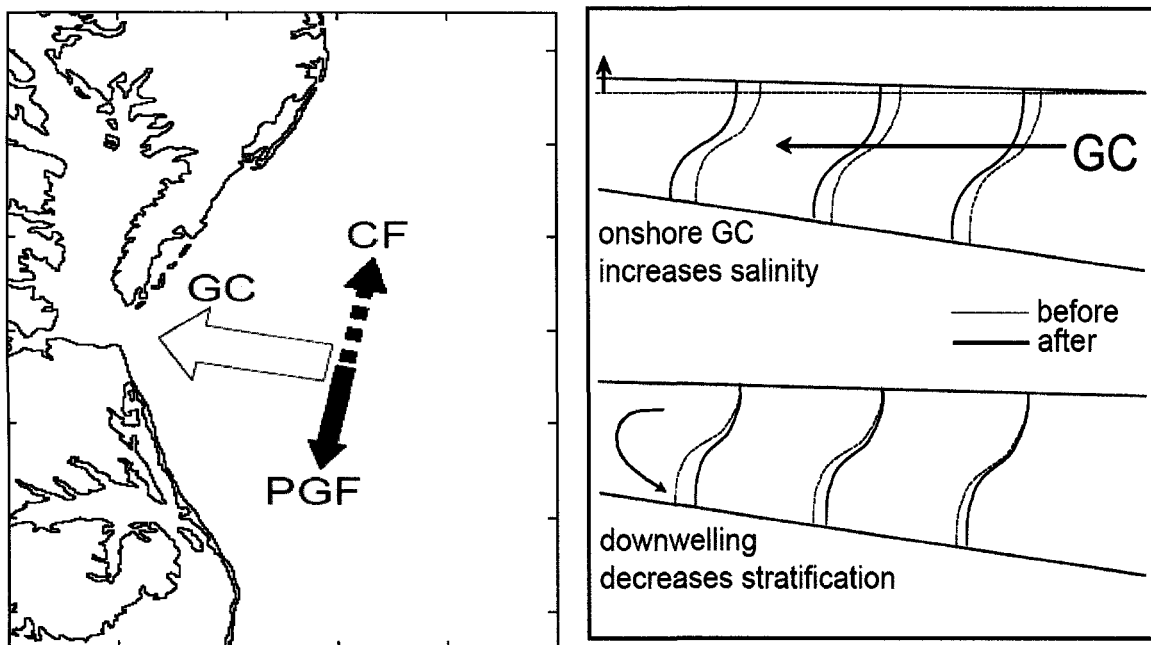 CF
GC
PGF
GC
onshore GC
increases salinity
before
after
downwelling
decreases stratification